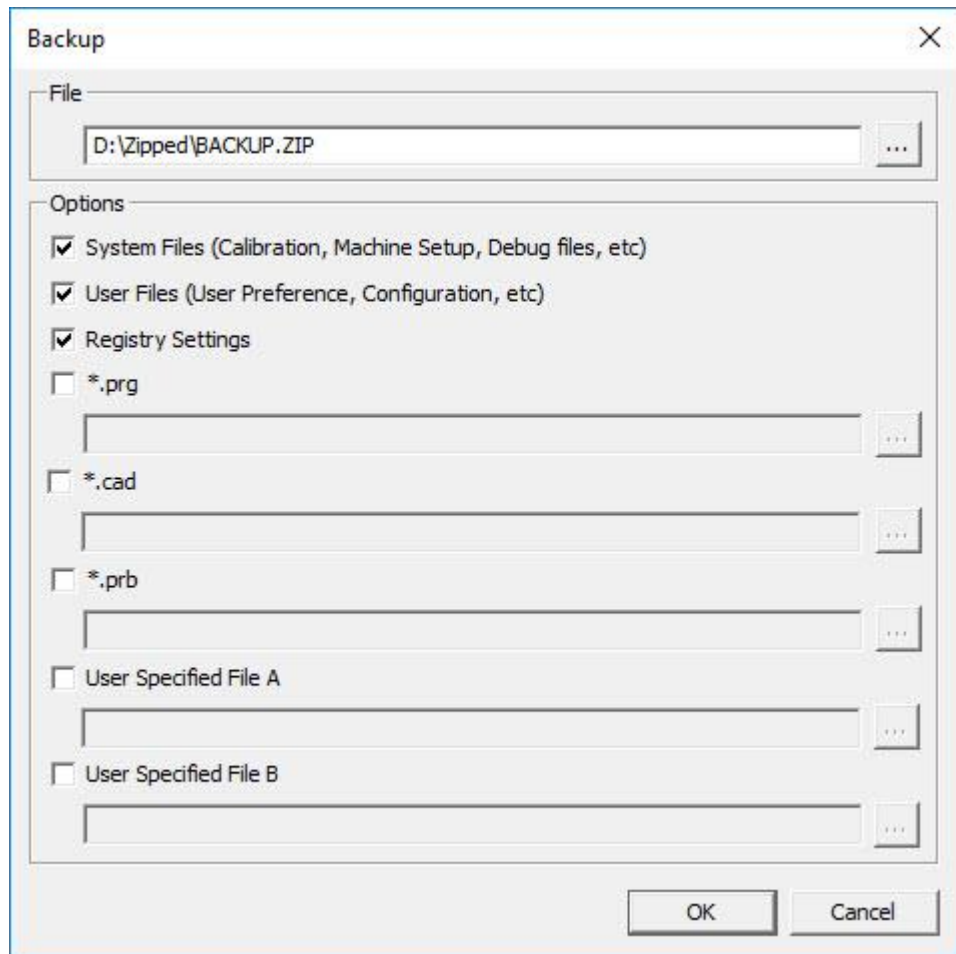 Backup
File
D:\Zipped\BACKUP.ZIP
...
Options
System Files (Calibration, Machine Setup, Debug files, etc)
User Files (User Preference, Configuration, etc)
Registry Settings
*.prg
...
*.cad
...
*.prb
...
User Specified File A
...
User Specified File B
...
OK
Cancel